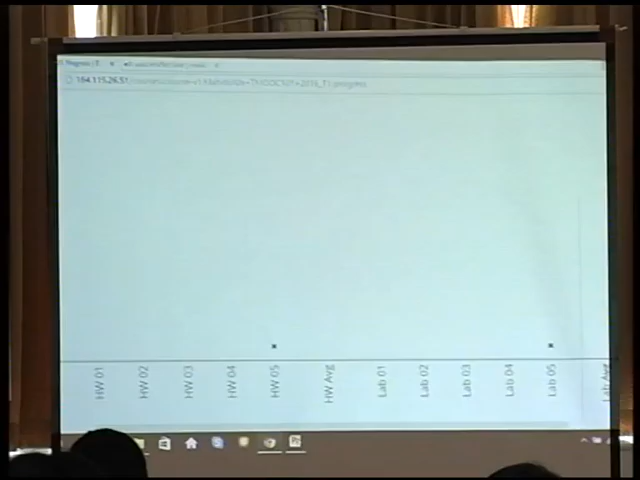 HW 01
HW 02
HW 03
HW 04
HW 05
HW Avg
Lab 01
Lab 02
Lab 03
Lab 04
Lab 05
Lab Avg